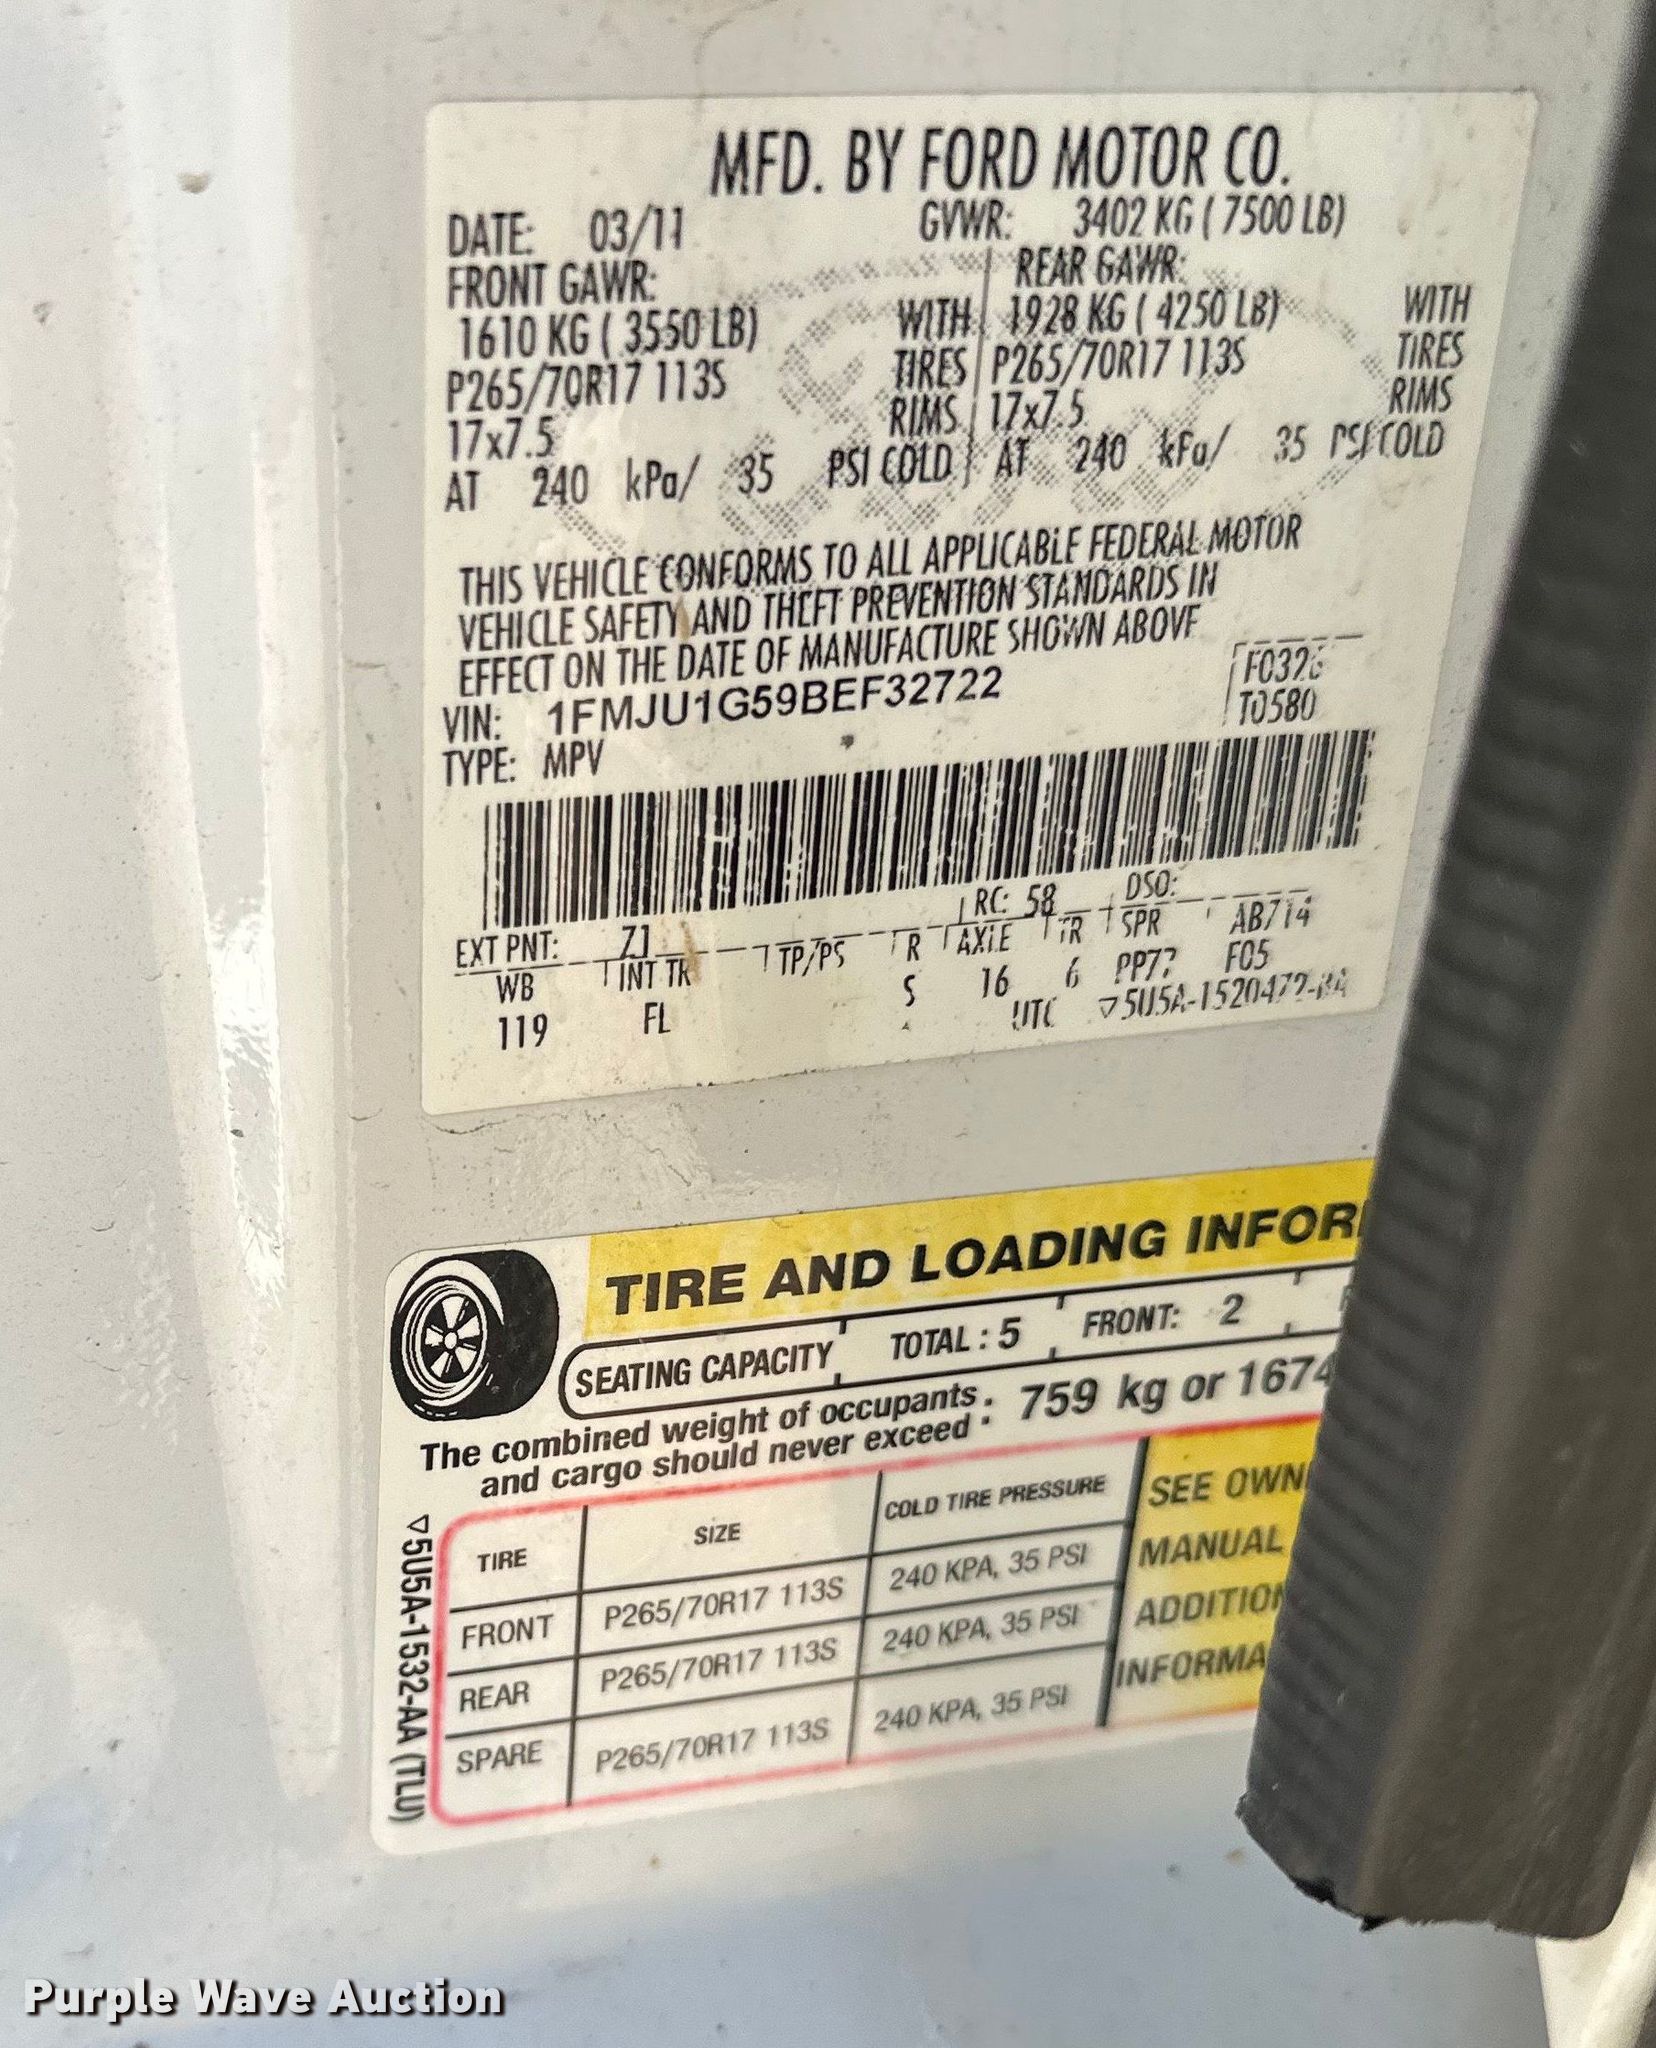 MFD. BY FORD MOTOR CO.
DATE: 03/11 GVWR: 3402 KG ( 7500 LB)
FRONT GAWR: REAR GAWR:
1610 KG ( 3550 LB) WITH 1928 KG ( 4250 LB) WITH
P265/70R17 113S TIRES P265/70R17 113S TIRES
17x7.5 RIMS 17x7.5 RIMS
AT 240 kPa/ 35 PSI COLD AT 240 kPa/ 35 PSI COLD
THIS VEHICLE CONFORMS TO ALL APPLICABLE FEDERAL MOTOR
VEHICLE SAFETY AND THEFT PREVENTION STANDARDS IN
EFFECT ON THE DATE OF MANUFACTURE SHOWN ABOVE
VIN: 1FMJU1G59BEF32722
TYPE: MPV
T0580
RC: 58 DSO:
EXT PNT: Z1 AB714
WB INT TR TP/PS R AXLE TR SPR F05
119 FL S 16 6
UTC
TIRE AND LOADING INFOR
SEATING CAPACITY TOTAL : 5 FRONT: 2
The combined weight of occupants
and cargo should never exceed : 759 kg or 1674
TIRE SIZE COLD TIRE PRESSURE
FRONT P265/70R17 113S 240 KPA, 35 PSI
REAR P265/70R17 113S 240 KPA, 35 PSI
SPARE P265/70R17 113S 240 KPA, 35 PSI
SEE OWN
MANUAL
ADDITION
INFORMA
5U5A-1532-AA (TLU)
Purple Wave Auction